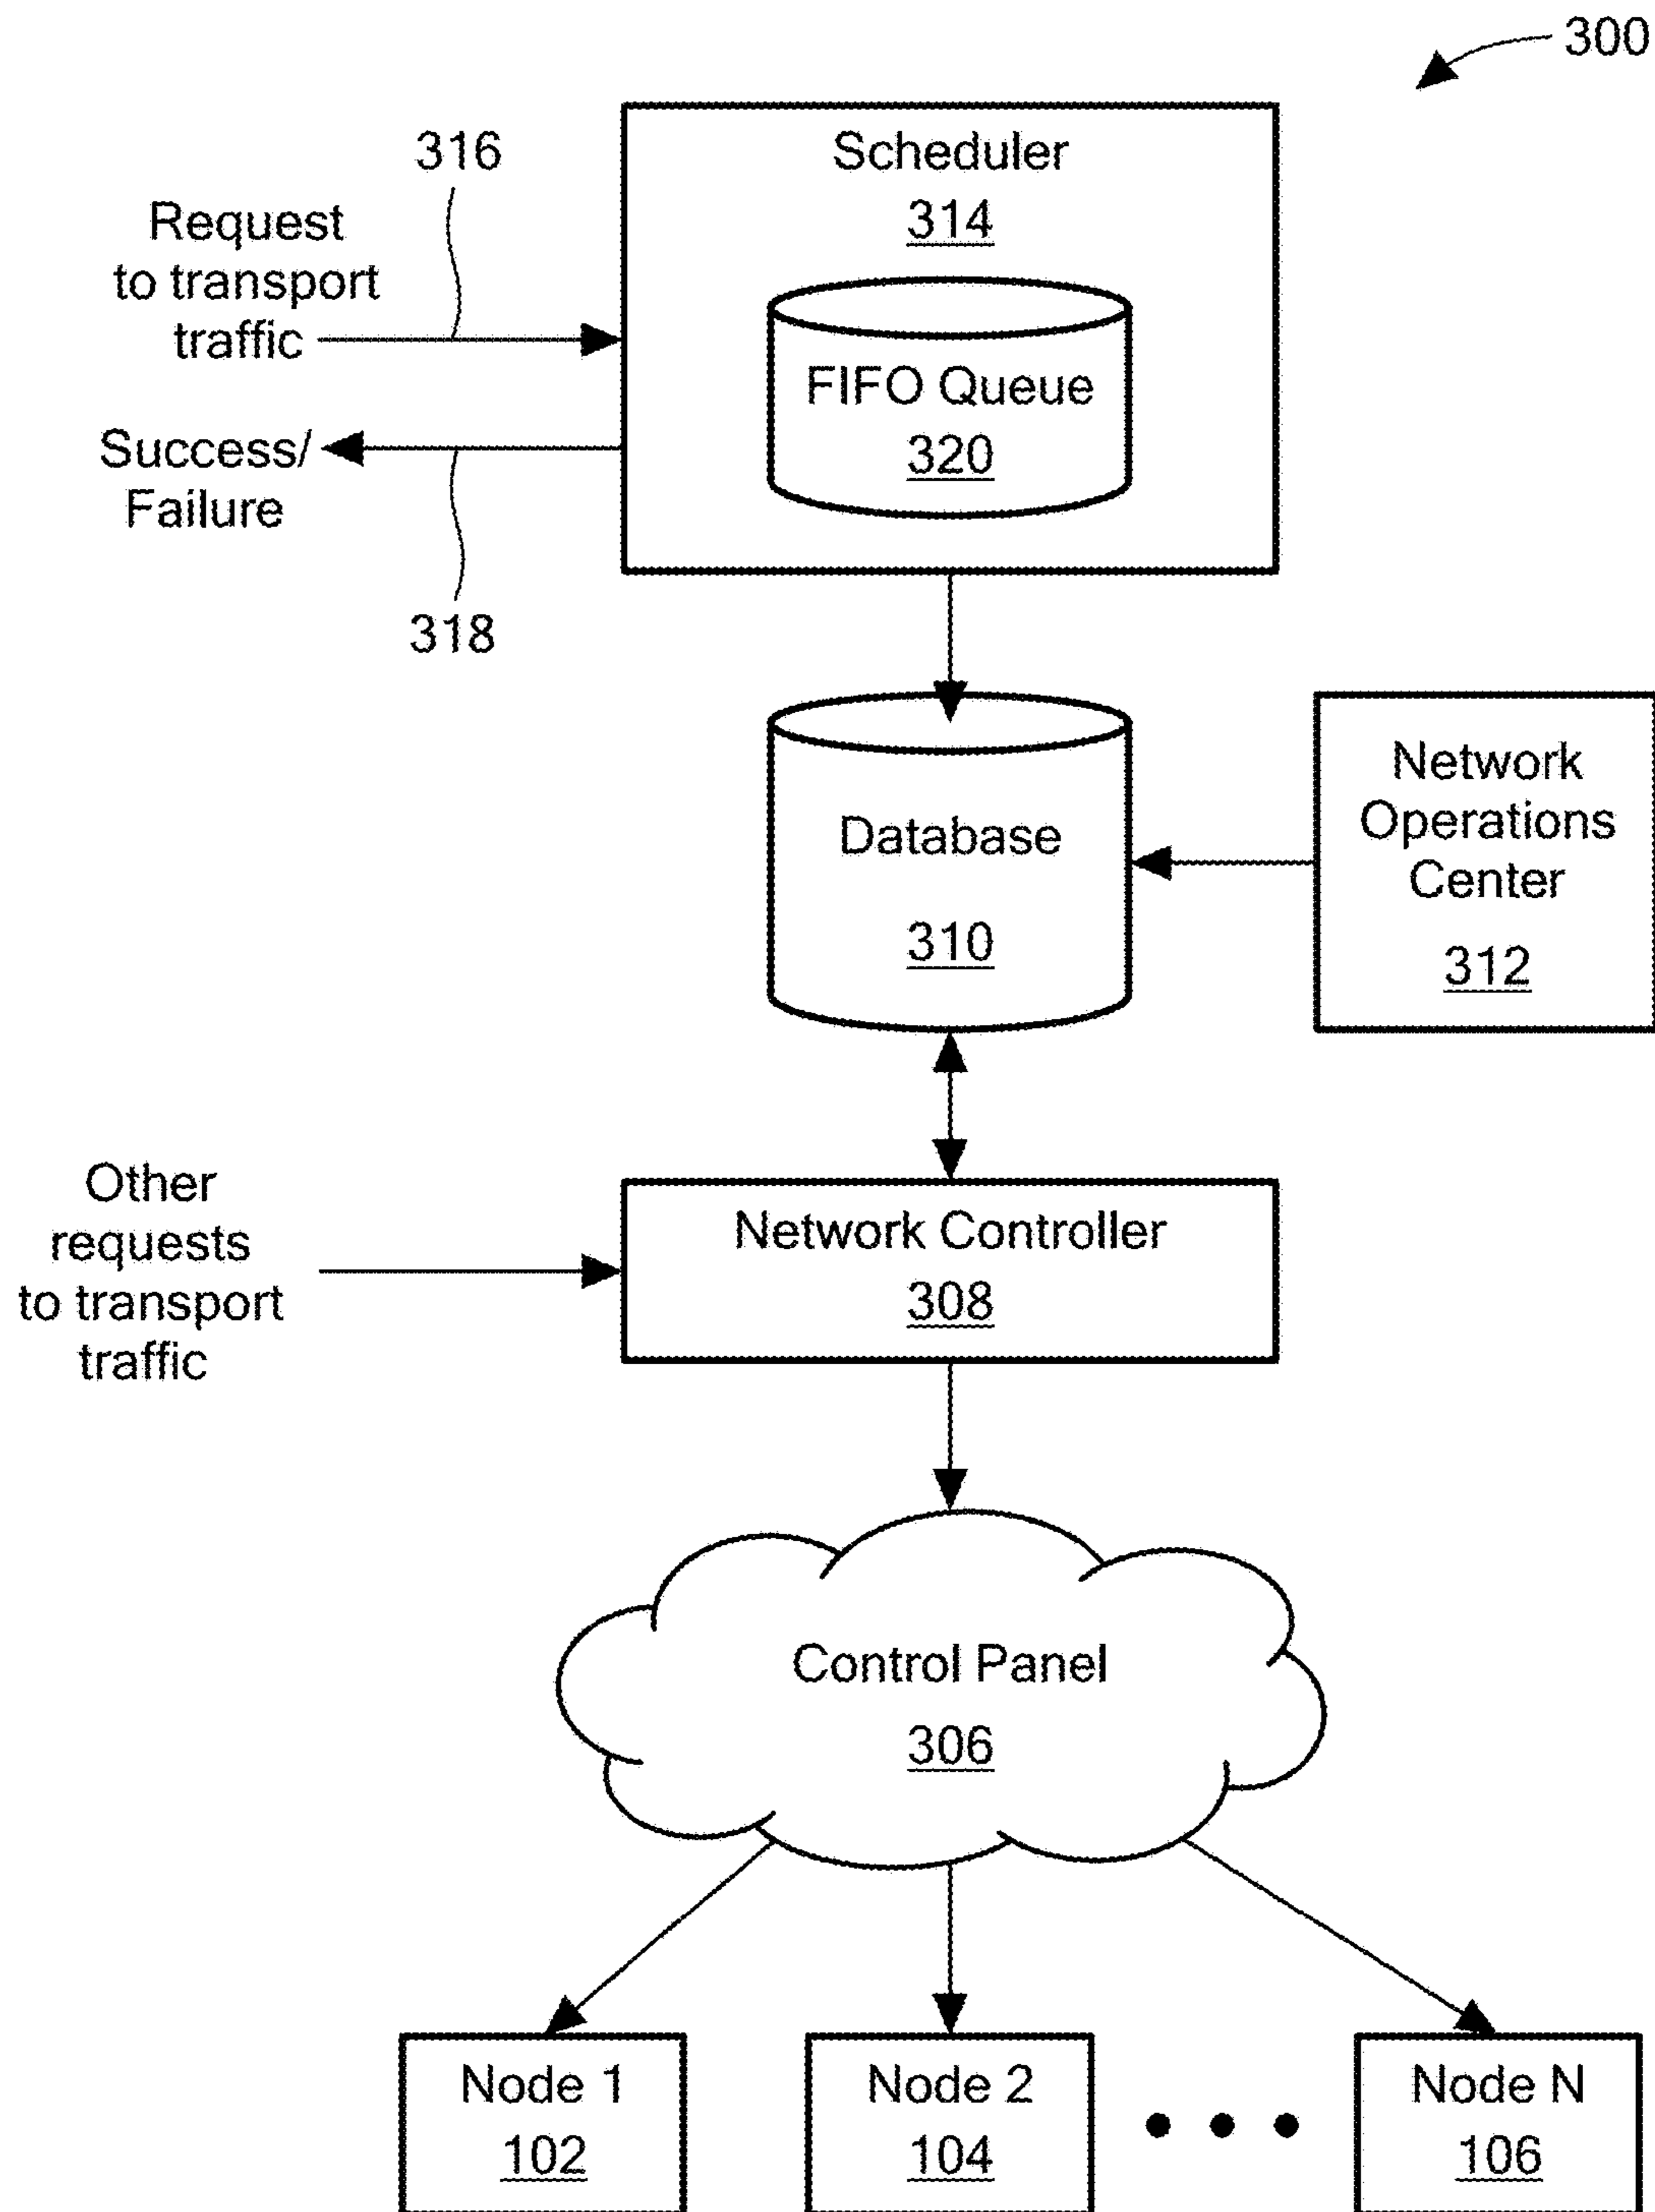 300
316
Request
to transport
traffic
Success/
Failure
318
Scheduler
314
FIFO Queue
320
Database
310
Network
Operations
Center
312
Other
requests
to transport
traffic
Network Controller
308
Control Panel
306
Node 1
102
Node 2
104
Node N
106